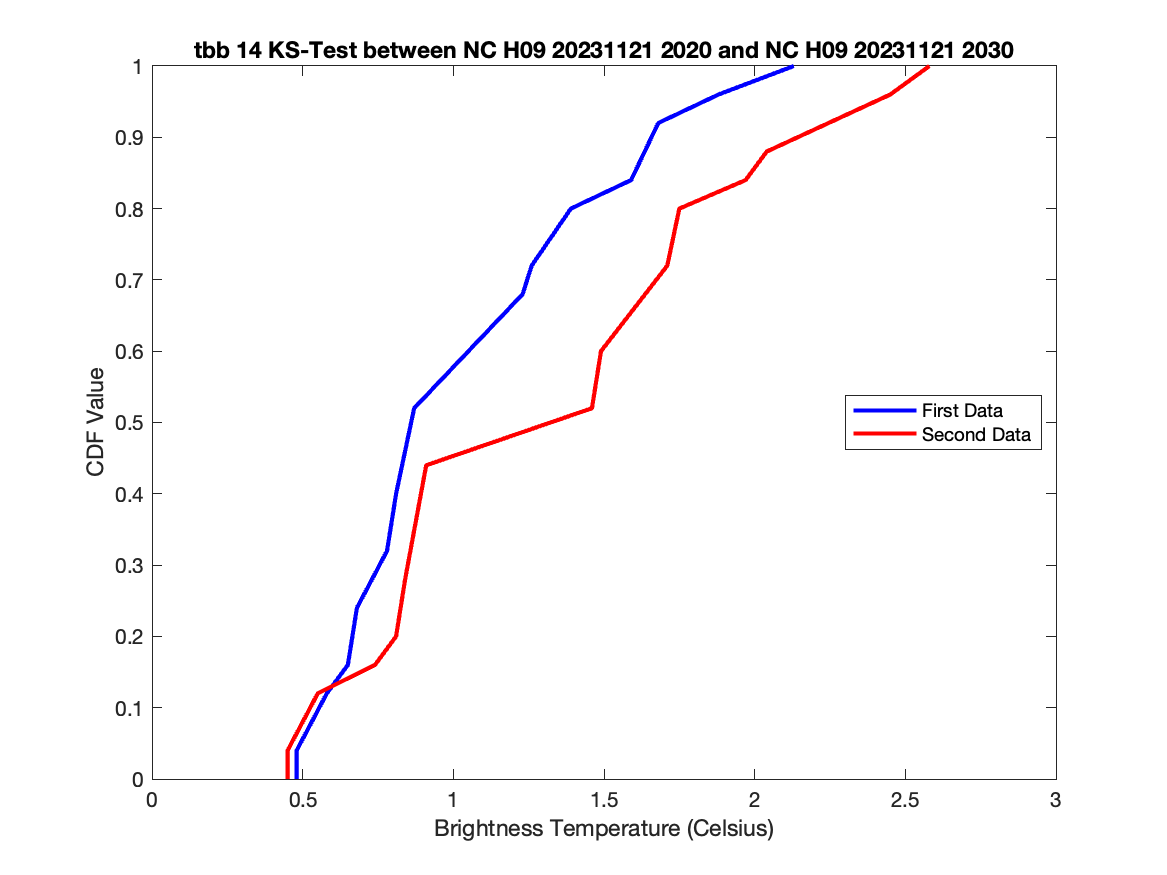 tbb 14 KS-Test between NC H09 20231121 2020 and NC H09 20231121 2030
CDF Value
1
0.9
0.8
0.7
0.6
0.5
0.4
0.3
0.2
0.1
0
First Data
Second Data
0 0.5 1 1.5 2 2.5 3
Brightness Temperature (Celsius)